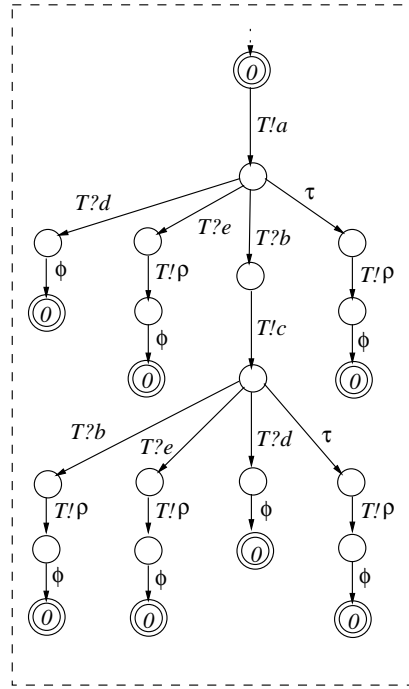 0
T!a
T?d T?e T?b τ
ϕ T!ρ T!ρ
0 T!c ϕ ϕ
0 0
T?b T?e T?d τ
T!ρ T!ρ ϕ T!ρ
ϕ ϕ 0 ϕ
0 0 0